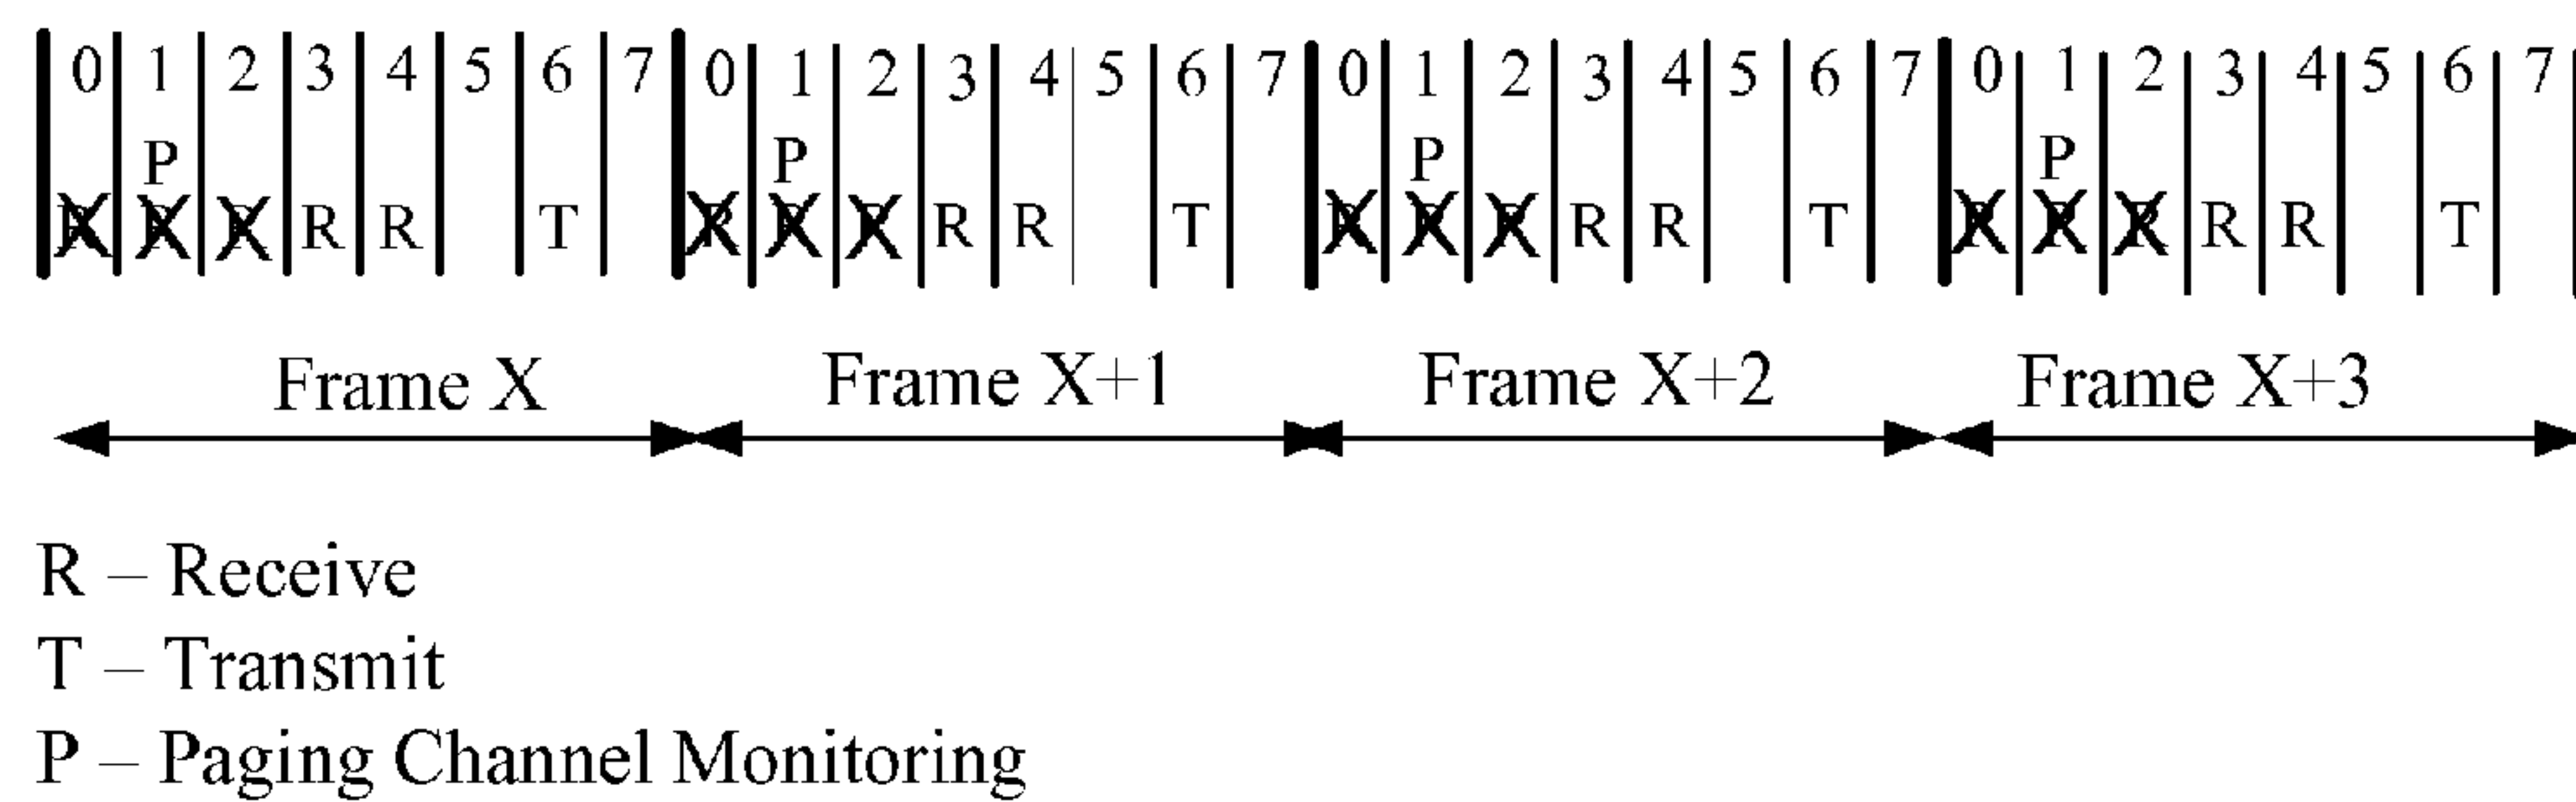 0 1 2 3 4 5 6 7 0 1 2 3 4 5 6 7 0 1 2 3 4 5 6 7 0 1 2 3 4 5 6 7
P P P P
R R R R R T R R R R R T R R R R R T R R R R R T
Frame X Frame X+1 Frame X+2 Frame X+3
R – Receive
T – Transmit
P – Paging Channel Monitoring